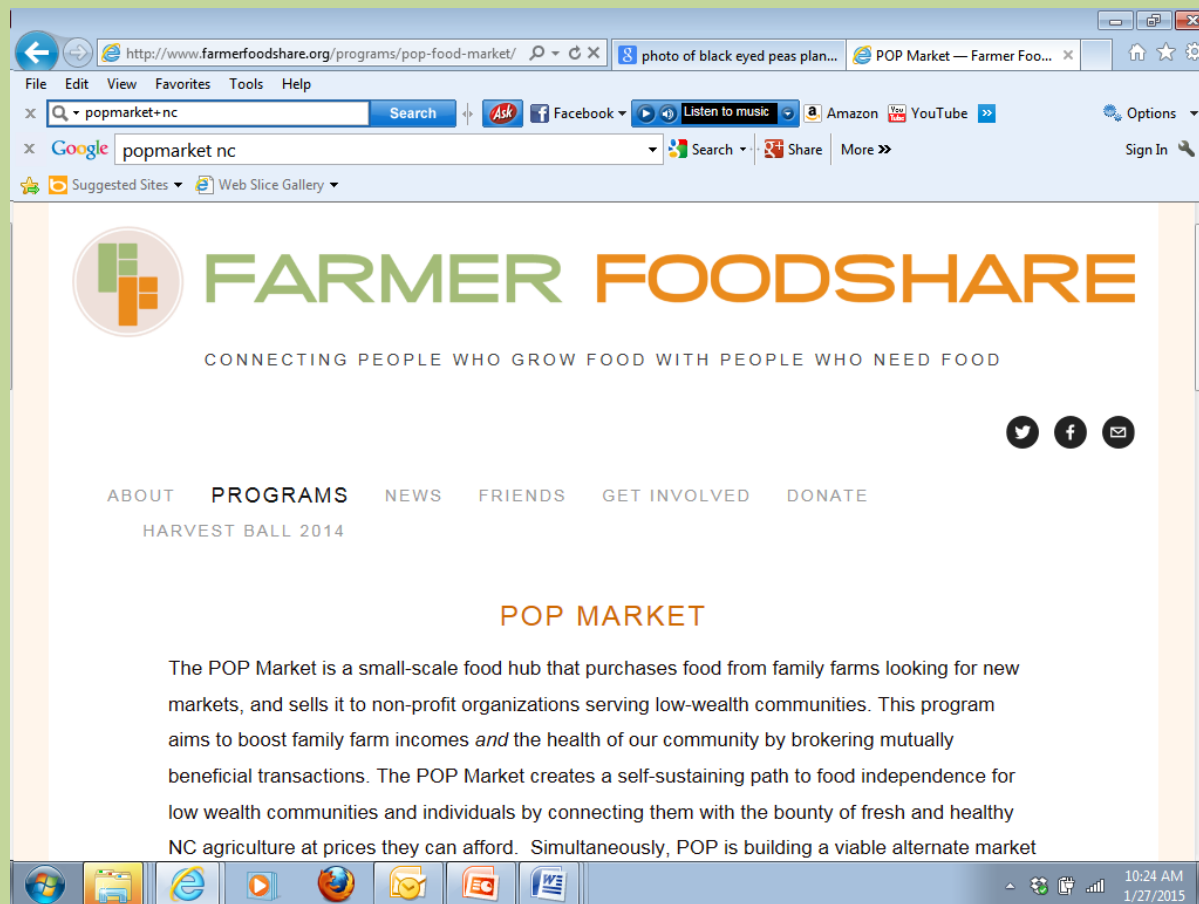 http://www.farmerfoodshare.org/programs/pop-food-market/
photo of black eyed peas plan...
POP Market — Farmer Foo...
File Edit View Favorites Tools Help
popmarket+nc
Search
Ask
Facebook
Listen to music
Amazon
YouTube
Options
Google
popmarket nc
Search
Share
More
Sign In
Suggested Sites
Web Slice Gallery
FARMER FOODSHARE
CONNECTING PEOPLE WHO GROW FOOD WITH PEOPLE WHO NEED FOOD
ABOUT PROGRAMS NEWS FRIENDS GET INVOLVED DONATE
HARVEST BALL 2014
POP MARKET
The POP Market is a small-scale food hub that purchases food from family farms looking for new
markets, and sells it to non-profit organizations serving low-wealth communities. This program
aims to boost family farm incomes and the health of our community by brokering mutually
beneficial transactions. The POP Market creates a self-sustaining path to food independence for
low wealth communities and individuals by connecting them with the bounty of fresh and healthy
NC agriculture at prices they can afford. Simultaneously, POP is building a viable alternate market
10:24 AM
1/27/2015